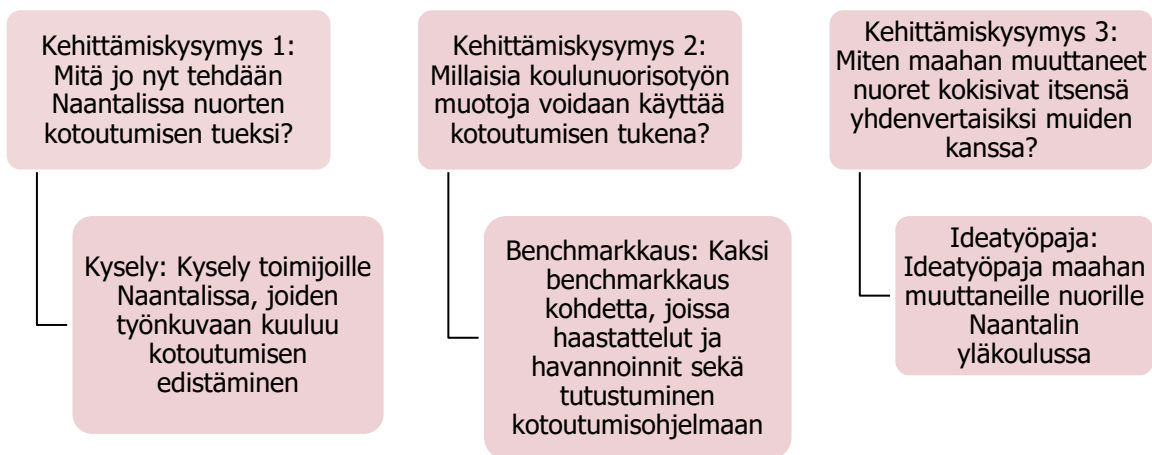 Kehittämiskysymys 1:
Mitä jo nyt tehdään
Naantalissa nuorten
kotoutumisen tueksi?
Kysely: Kysely toimijoille
Naantalissa, joiden
työnkuvaan kuuluu
kotoutumisen
edistäminen
Kehittämiskysymys 2:
Millaisia koulunuorisotyön
muotoja voidaan käyttää
kotoutumisen tukena?
Benchmarkkaus: Kaksi
benchmarkkaus
kohdetta, joissa
haastattelut ja
havannoinnit sekä
tutustuminen
kotoutumisohjelmaan
Kehittämiskysymys 3:
Miten maahan muuttaneet
nuoret kokisivat itsensä
yhdenvertaisiksi muiden
kanssa?
Ideatyöpaja:
Ideatyöpaja maahan
muuttaneille nuorille
Naantalin
yläkoulussa